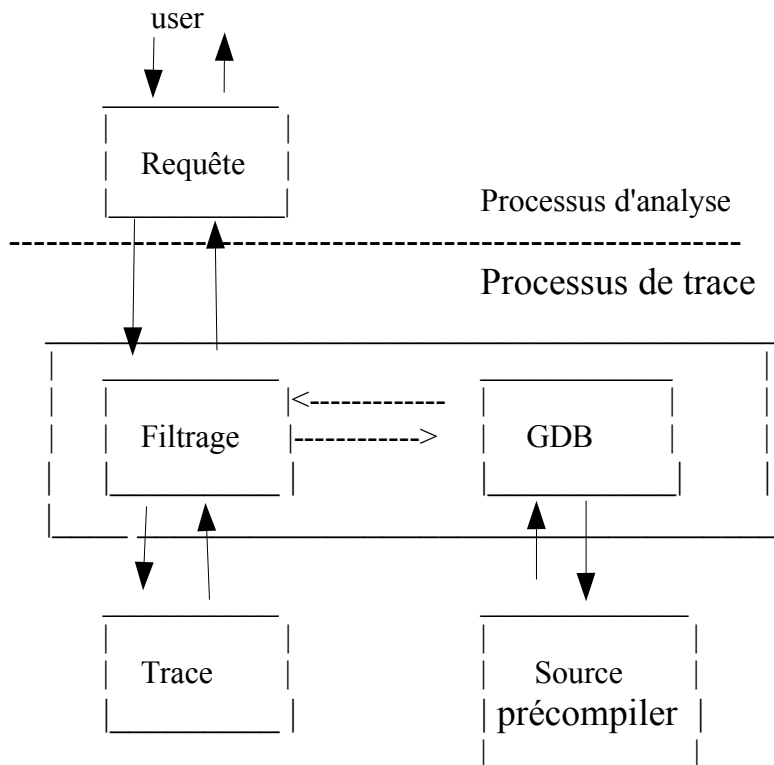 user
Requête
Processus d'analyse
Processus de trace
Filtrage
GDB
Trace
Source
précompiler